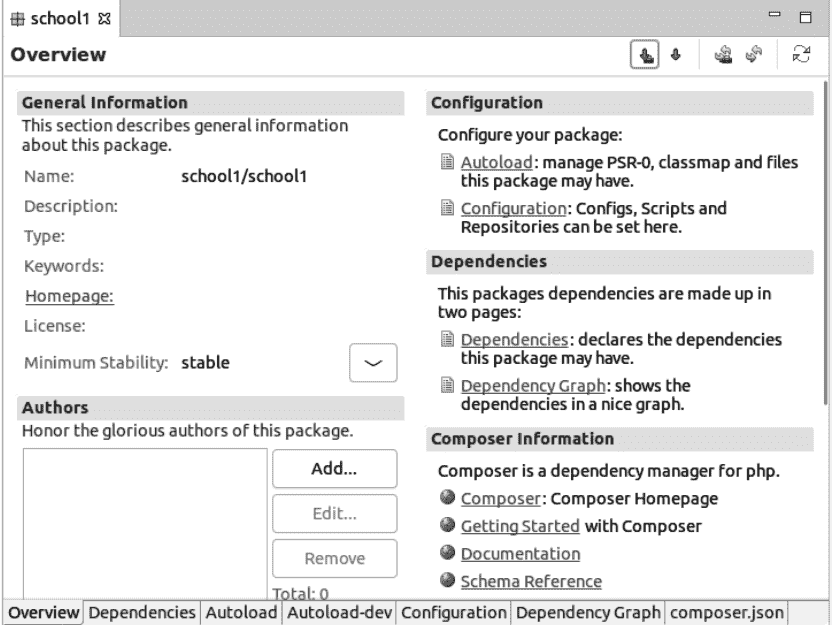 school1
Overview
General Information
This section describes general information
about this package.
Name: school1/school1
Description:
Type:
Keywords:
Homepage:
License:
Minimum Stability: stable
Authors
Honor the glorious authors of this package.
Add...
Edit...
Remove
Total: 0
Configuration
Configure your package:
Autoload: manage PSR-0, classmap and files
this package may have.
Configuration: Configs, Scripts and
Repositories can be set here.
Dependencies
This packages dependencies are made up in
two pages:
Dependencies: declares the dependencies
this package may have.
Dependency Graph: shows the
dependencies in a nice graph.
Composer Information
Composer is a dependency manager for php.
Composer: Composer Homepage
Getting Started with Composer
Documentation
Schema Reference
Overview Dependencies Autoload Autoload-dev Configuration Dependency Graph composer.json